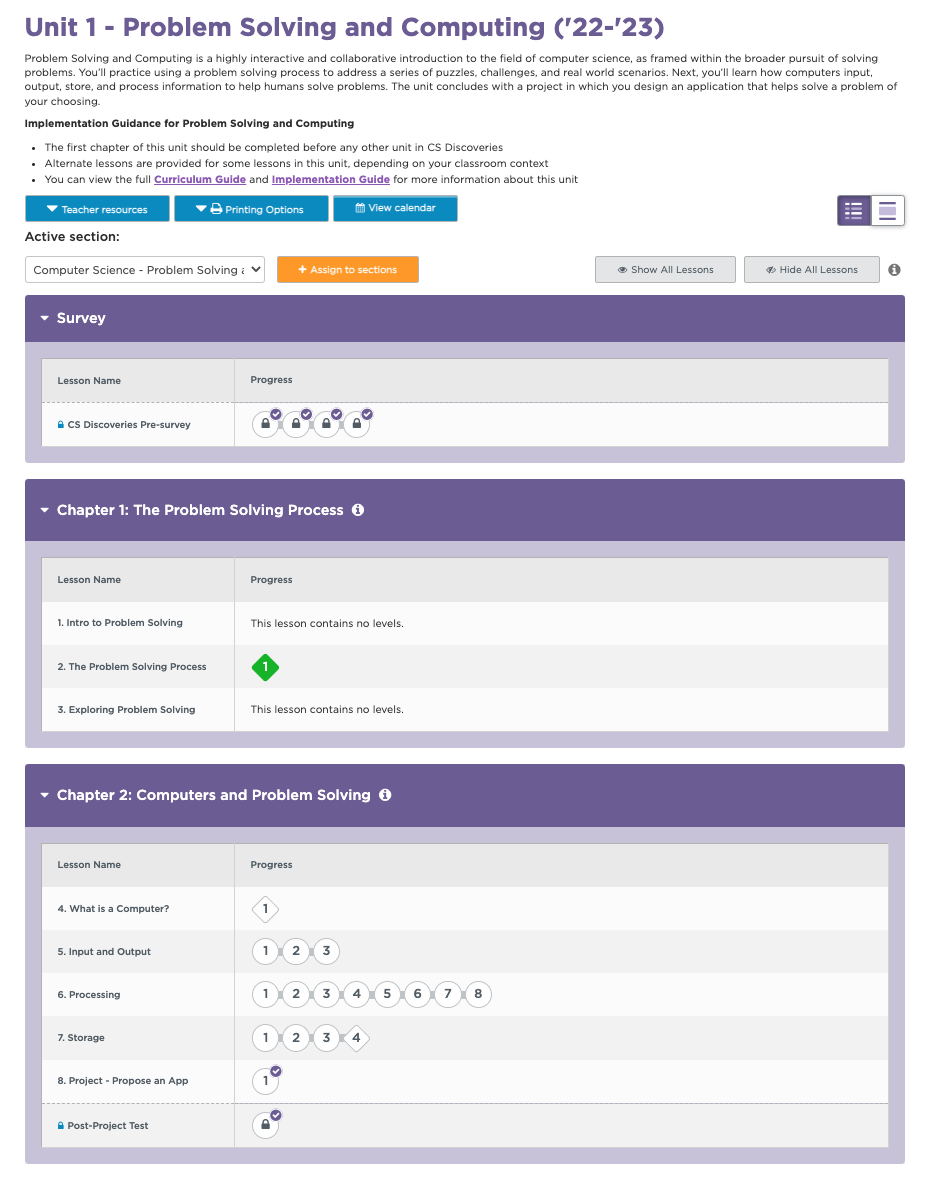 Unit 1 - Problem Solving and Computing ('22-'23)
Problem Solving and Computing is a highly interactive and collaborative introduction to the field of computer science, as framed within the broader pursuit of solving
problems. You'll practice using a problem solving process to address a series of puzzles, challenges, and real world scenarios. Next, you'll learn how computers input,
output, store, and process information to help humans solve problems. The unit concludes with a project in which you design an application that helps solve a problem of
your choosing.
Implementation Guidance for Problem Solving and Computing
• The first chapter of this unit should be completed before any other unit in CS Discoveries
• Alternate lessons are provided for some lessons in this unit, depending on your classroom context
• You can view the full Curriculum Guide and Implementation Guide for more information about this unit
Teacher resources Printing Options View calendar
Active section:
Computer Science - Problem Solving a Assign to sections Show All Lessons Hide All Lessons
Survey
Lesson Name Progress
CS Discoveries Pre-survey
Chapter 1: The Problem Solving Process
Lesson Name Progress
1. Intro to Problem Solving This lesson contains no levels.
2. The Problem Solving Process 1
3. Exploring Problem Solving This lesson contains no levels.
Chapter 2: Computers and Problem Solving
Lesson Name Progress
4. What is a Computer? 1
5. Input and Output 1 2 3
6. Processing 1 2 3 4 5 6 7 8
7. Storage 1 2 3 4
8. Project - Propose an App 1
Post-Project Test